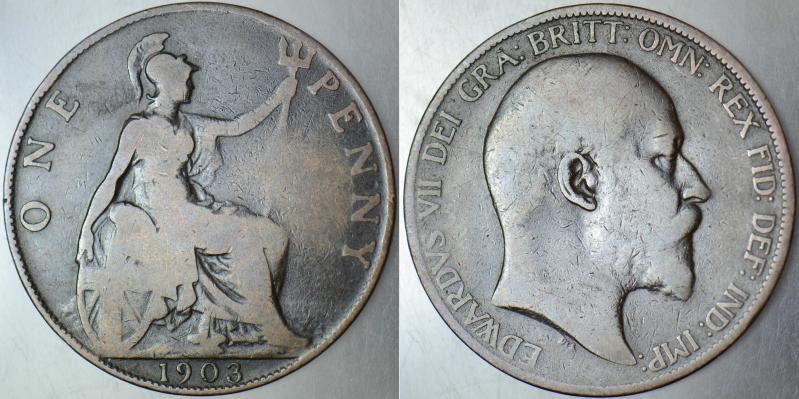 ONE PENNY
1903
EDWARDVS VII DEI GRA: BRITT: OMN: REX FID: DEF: IND: IMP: